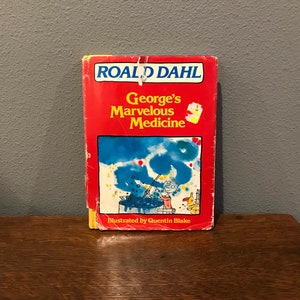 ROALD DAHL
George's
Marvelous
Medicine
Illustrated by Quentin Blake